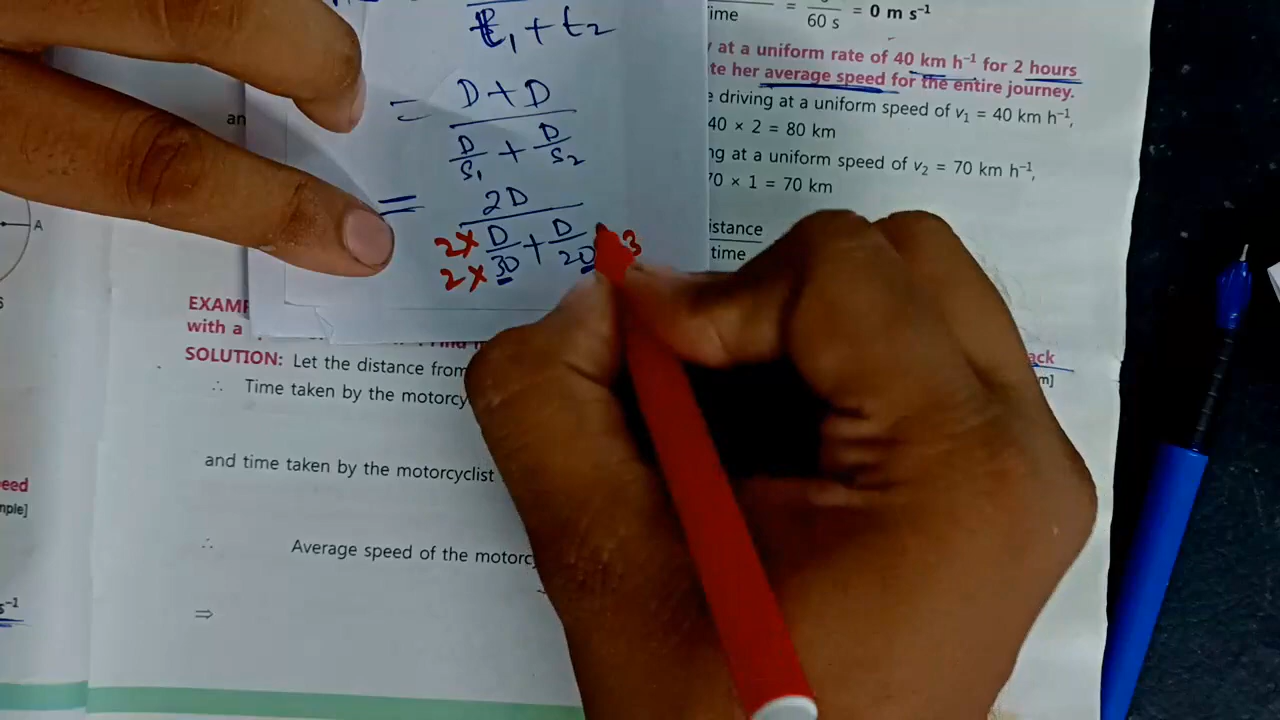 t₁ + t₂
= D + D
D/S₁ + D/S₂
= 2D
2× D/30 + D/20 3
2×
ime = 60 s = 0 m s⁻¹
at a uniform rate of 40 km h⁻¹ for 2 hours
te her average speed for the entire journey.
driving at a uniform speed of v₁ = 40 km h⁻¹,
40 × 2 = 80 km
ng at a uniform speed of v₂ = 70 km h⁻¹,
70 × 1 = 70 km
istance
time
an
A
EXAM
with a
ack
m]
SOLUTION: Let the distance from
∴ Time taken by the motorcy
and time taken by the motorcyclist
∴ Average speed of the motorc
⇒
eed
mple]
s⁻¹